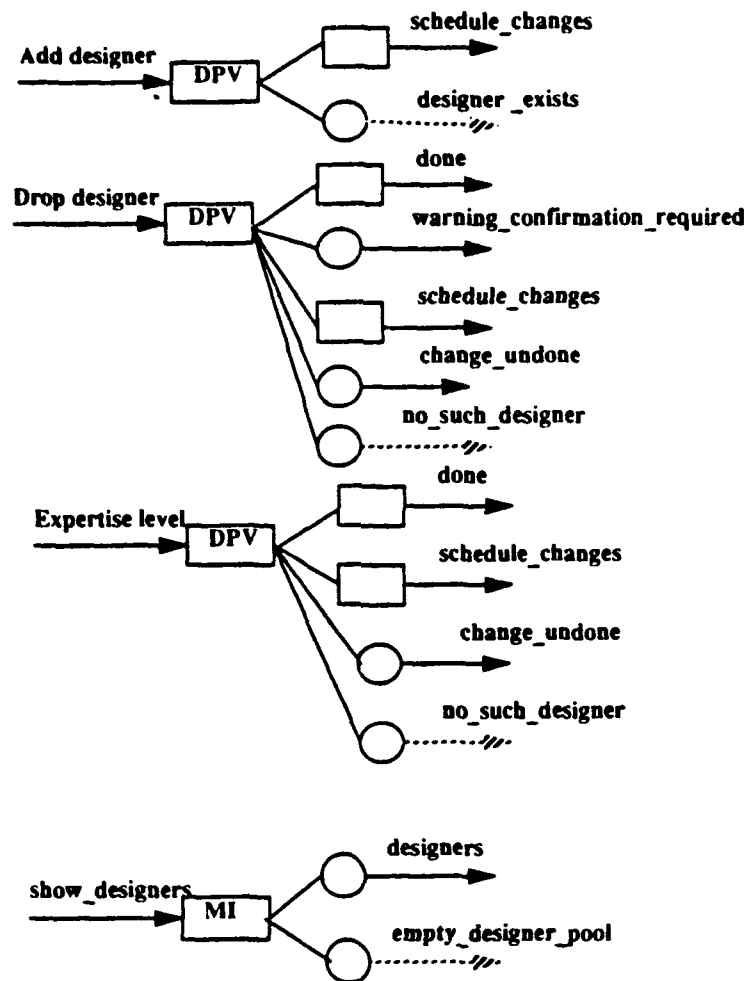 schedule_changes
Add designer
DPV
designer_exists
done
Drop designer
DPV
warning_confirmation_required
schedule_changes
change_undone
no_such_designer
done
Expertise level
DPV
schedule_changes
change_undone
no_such_designer
designers
show_designers
MI
empty_designer_pool